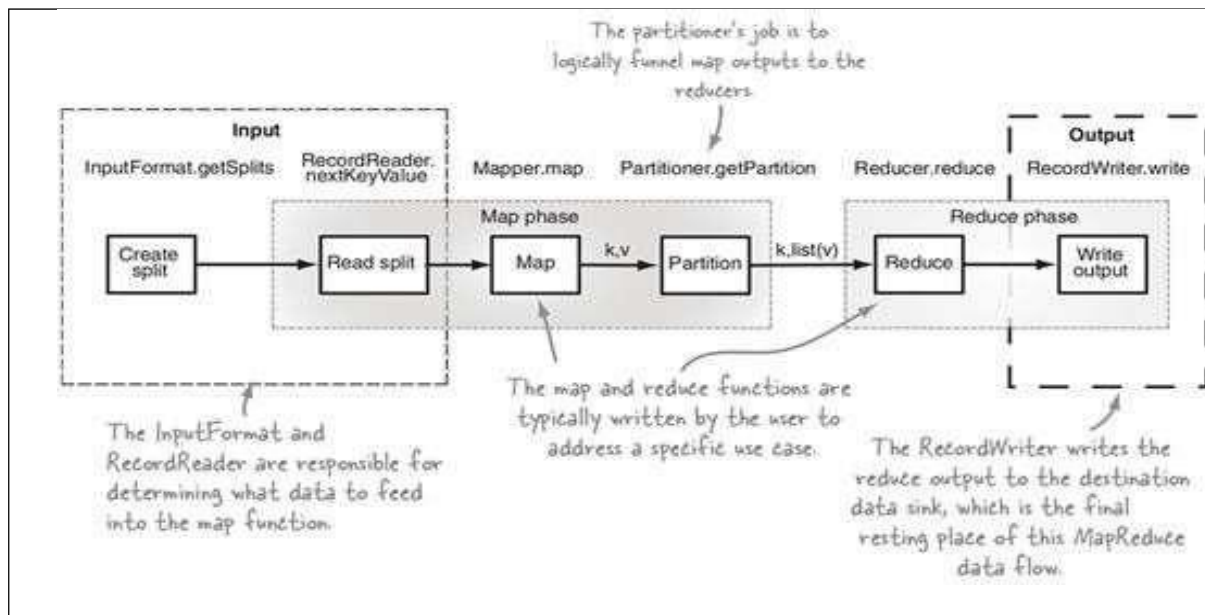 The partitioner's job is to
logically funnel map outputs to the
reducers
Input
Output
InputFormat.getSplits
RecordReader.
nextKeyValue
Mapper.map
Partitioner.getPartition
Reducer.reduce
RecordWriter.write
Map phase
Reduce phase
Create
split
Read split
Map
k,v
Partition
k,list(v)
Reduce
Write
output
The InputFormat and
RecordReader are responsible for
determining what data to feed
into the map function.
The map and reduce functions are
typically written by the user to
address a specific use case.
The RecordWriter writes the
reduce output to the destination
data sink, which is the final
resting place of this MapReduce
data flow.